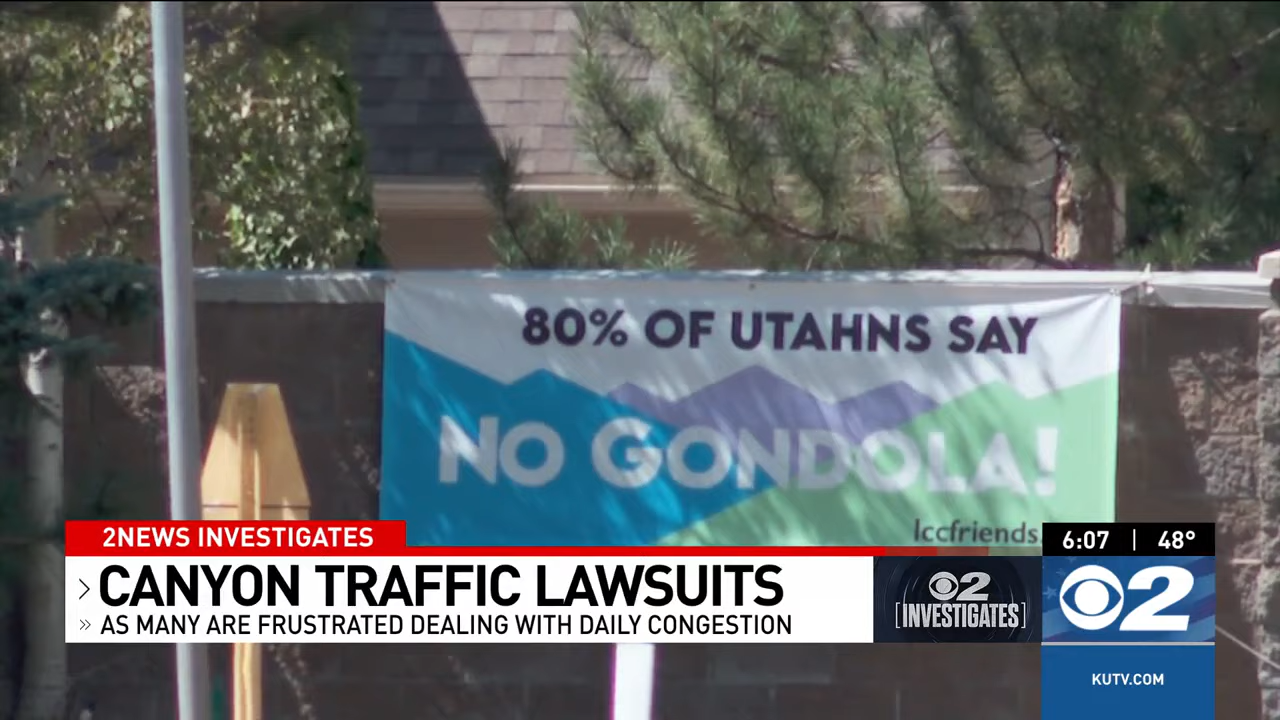 80% OF UTAHNS SAY
NO GONDOLA!
lccfriends.
2NEWS INVESTIGATES
CANYON TRAFFIC LAWSUITS
AS MANY ARE FRUSTRATED DEALING WITH DAILY CONGESTION
2
[INVESTIGATES]
6:07 | 48°
2
KUTV.COM